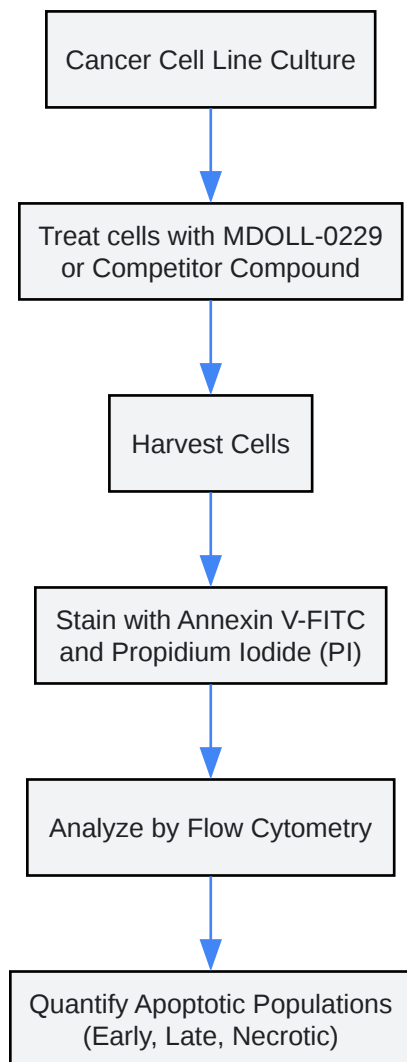 Cancer Cell Line Culture
Treat cells with MDOLL-0229
or Competitor Compound
Harvest Cells
Stain with Annexin V-FITC
and Propidium Iodide (PI)
Analyze by Flow Cytometry
Quantify Apoptotic Populations
(Early, Late, Necrotic)